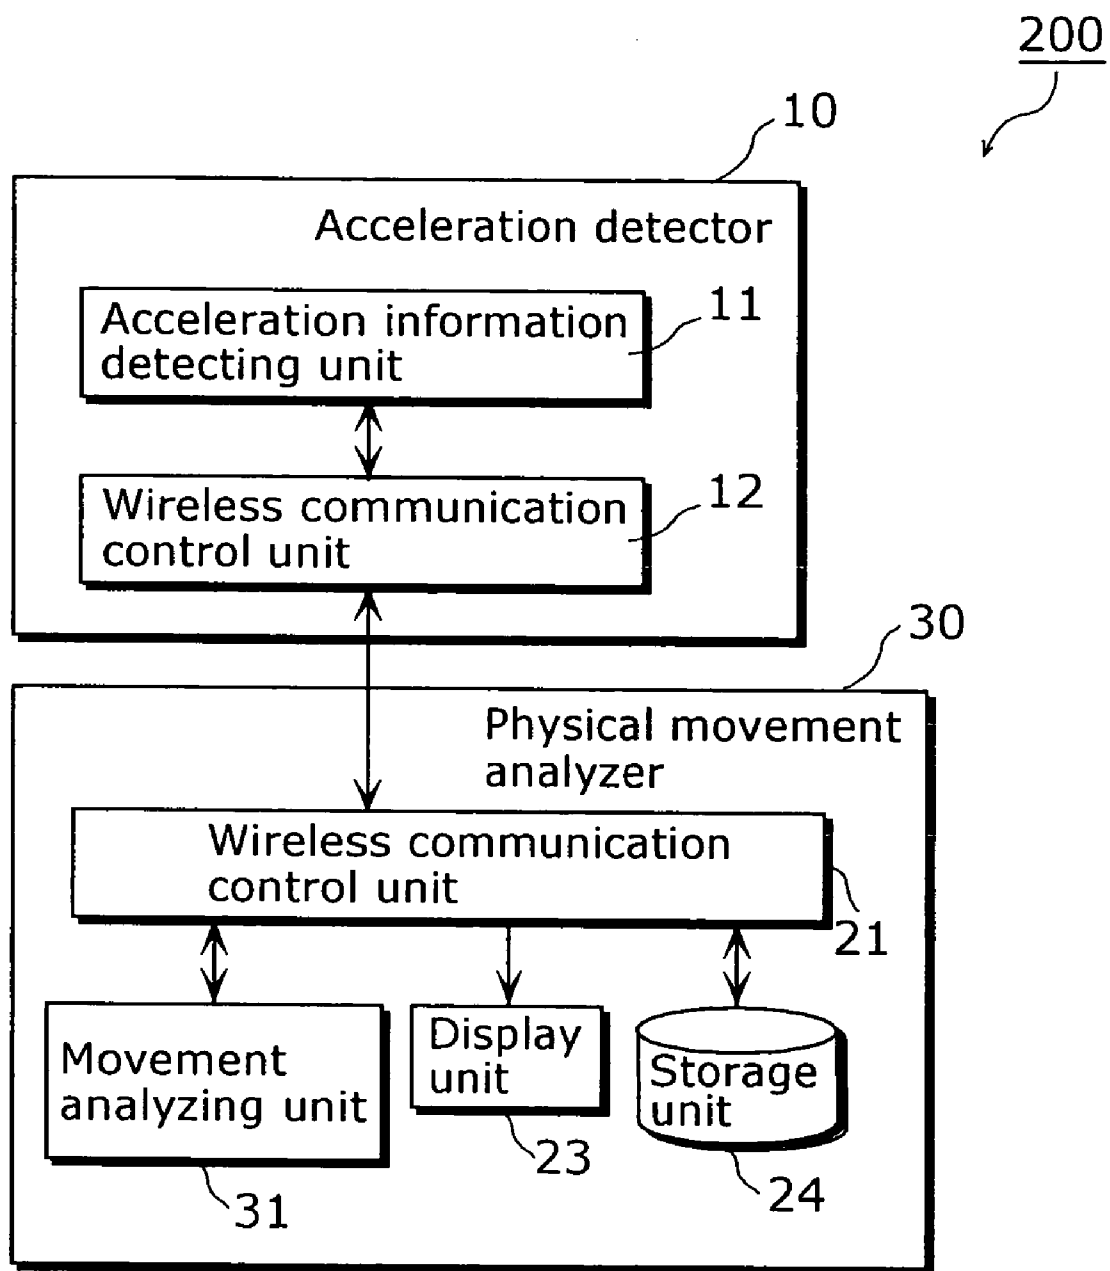 200
10
Acceleration detector
Acceleration information
detecting unit
11
Wireless communication
control unit
12
30
Physical movement
analyzer
Wireless communication
control unit
21
Movement
analyzing unit
31
Display
unit
23
Storage
unit
24